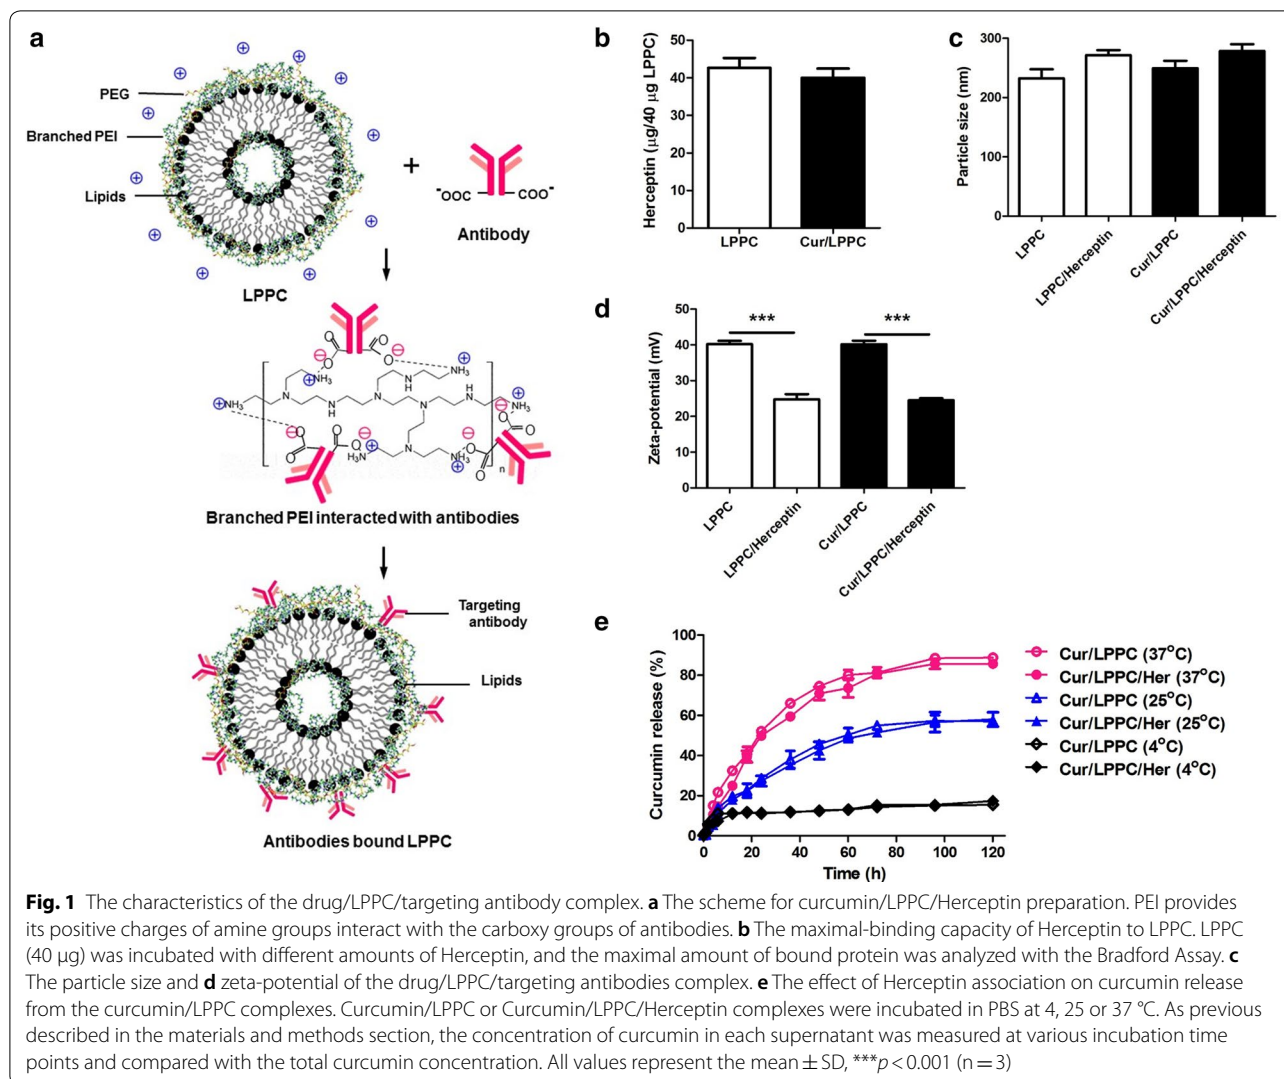 a
PEG
Branched PEI
Lipids
LPPC
+
-OOC
COO-
Antibody
NH3
N
H
N
N
NH3
NH3
N
H
N
N
H
N
NH3
O
O
O
O
H3N
N
NH3
O
O
O
O
n
Branched PEI interacted with antibodies
Targeting
antibody
Lipids
Antibodies bound LPPC
b
Herceptin (µg/40 µg LPPC)
50
40
30
20
10
0
LPPC
Cur/LPPC
c
Particle size (nm)
300
200
100
0
LPPC
LPPC/Herceptin
Cur/LPPC
Cur/LPPC/Herceptin
d
Zeta-potential (mV)
50
40
30
20
10
0
***
***
LPPC
LPPC/Herceptin
Cur/LPPC
Cur/LPPC/Herceptin
e
Curcumin release (%)
100
80
60
40
20
0
0
20
40
60
80
100
120
Time (h)
Cur/LPPC (37°C)
Cur/LPPC/Her (37°C)
Cur/LPPC (25°C)
Cur/LPPC/Her (25°C)
Cur/LPPC (4°C)
Cur/LPPC/Her (4°C)
Fig. 1 The characteristics of the drug/LPPC/targeting antibody complex. a The scheme for curcumin/LPPC/Herceptin preparation. PEI provides
its positive charges of amine groups interact with the carboxy groups of antibodies. b The maximal-binding capacity of Herceptin to LPPC. LPPC
(40 µg) was incubated with different amounts of Herceptin, and the maximal amount of bound protein was analyzed with the Bradford Assay. c
The particle size and d zeta-potential of the drug/LPPC/targeting antibodies complex. e The effect of Herceptin association on curcumin release
from the curcumin/LPPC complexes. Curcumin/LPPC or Curcumin/LPPC/Herceptin complexes were incubated in PBS at 4, 25 or 37 °C. As previous
described in the materials and methods section, the concentration of curcumin in each supernatant was measured at various incubation time
points and compared with the total curcumin concentration. All values represent the mean ± SD, ***p < 0.001 (n = 3)